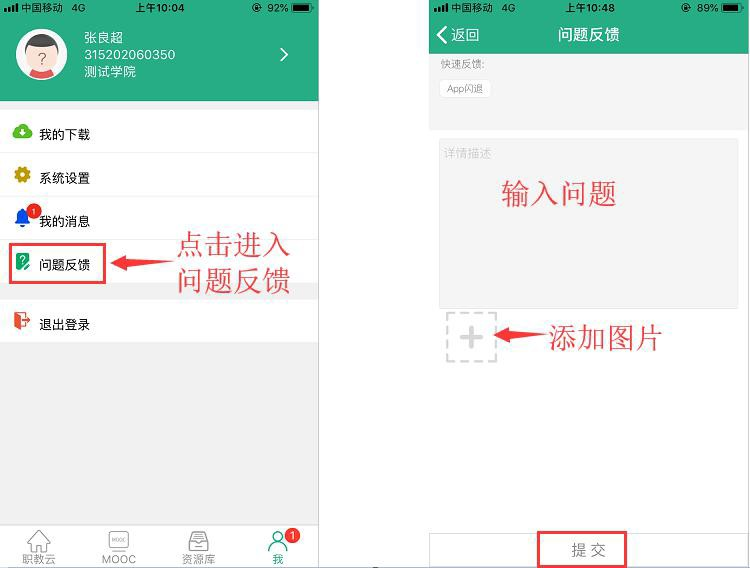 中国移动 4G 上午10:04 92%
张良超
315202060350
测试学院
我的下载
系统设置
1
我的消息
问题反馈
点击进入
问题反馈
退出登录
职教云
MOOC
MOOC
资源库
1
我
中国移动 4G 上午10:48 89%
返回 问题反馈
快速反馈:
App闪退
详情描述
输入问题
添加图片
提交